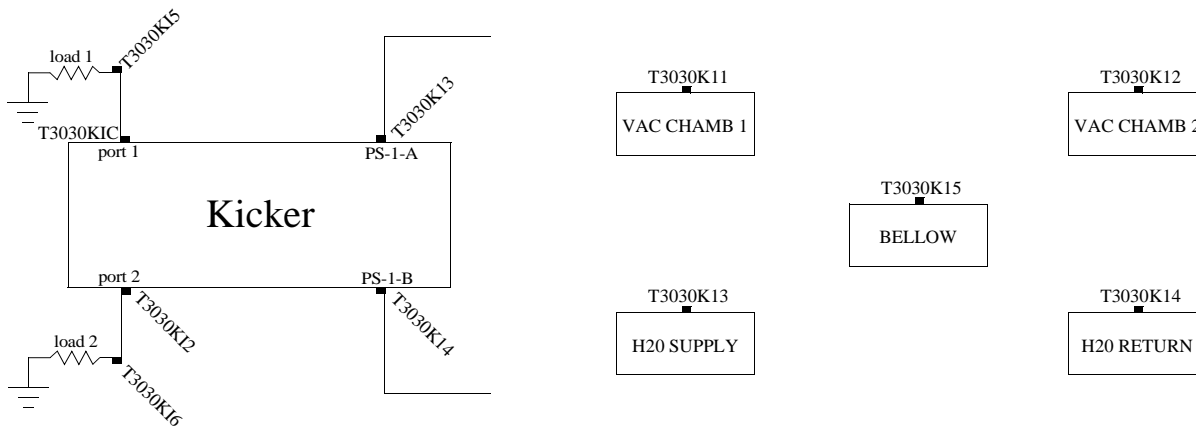 load 1
T3030KI5
T3030KIC
port 1
T3030K13
PS-1-A
Kicker
port 2
PS-1-B
T3030KI2
T3030K14
load 2
T3030KI6
T3030K11
VAC CHAMB 1
T3030K12
VAC CHAMB 2
T3030K15
BELLOW
T3030K13
H20 SUPPLY
T3030K14
H20 RETURN